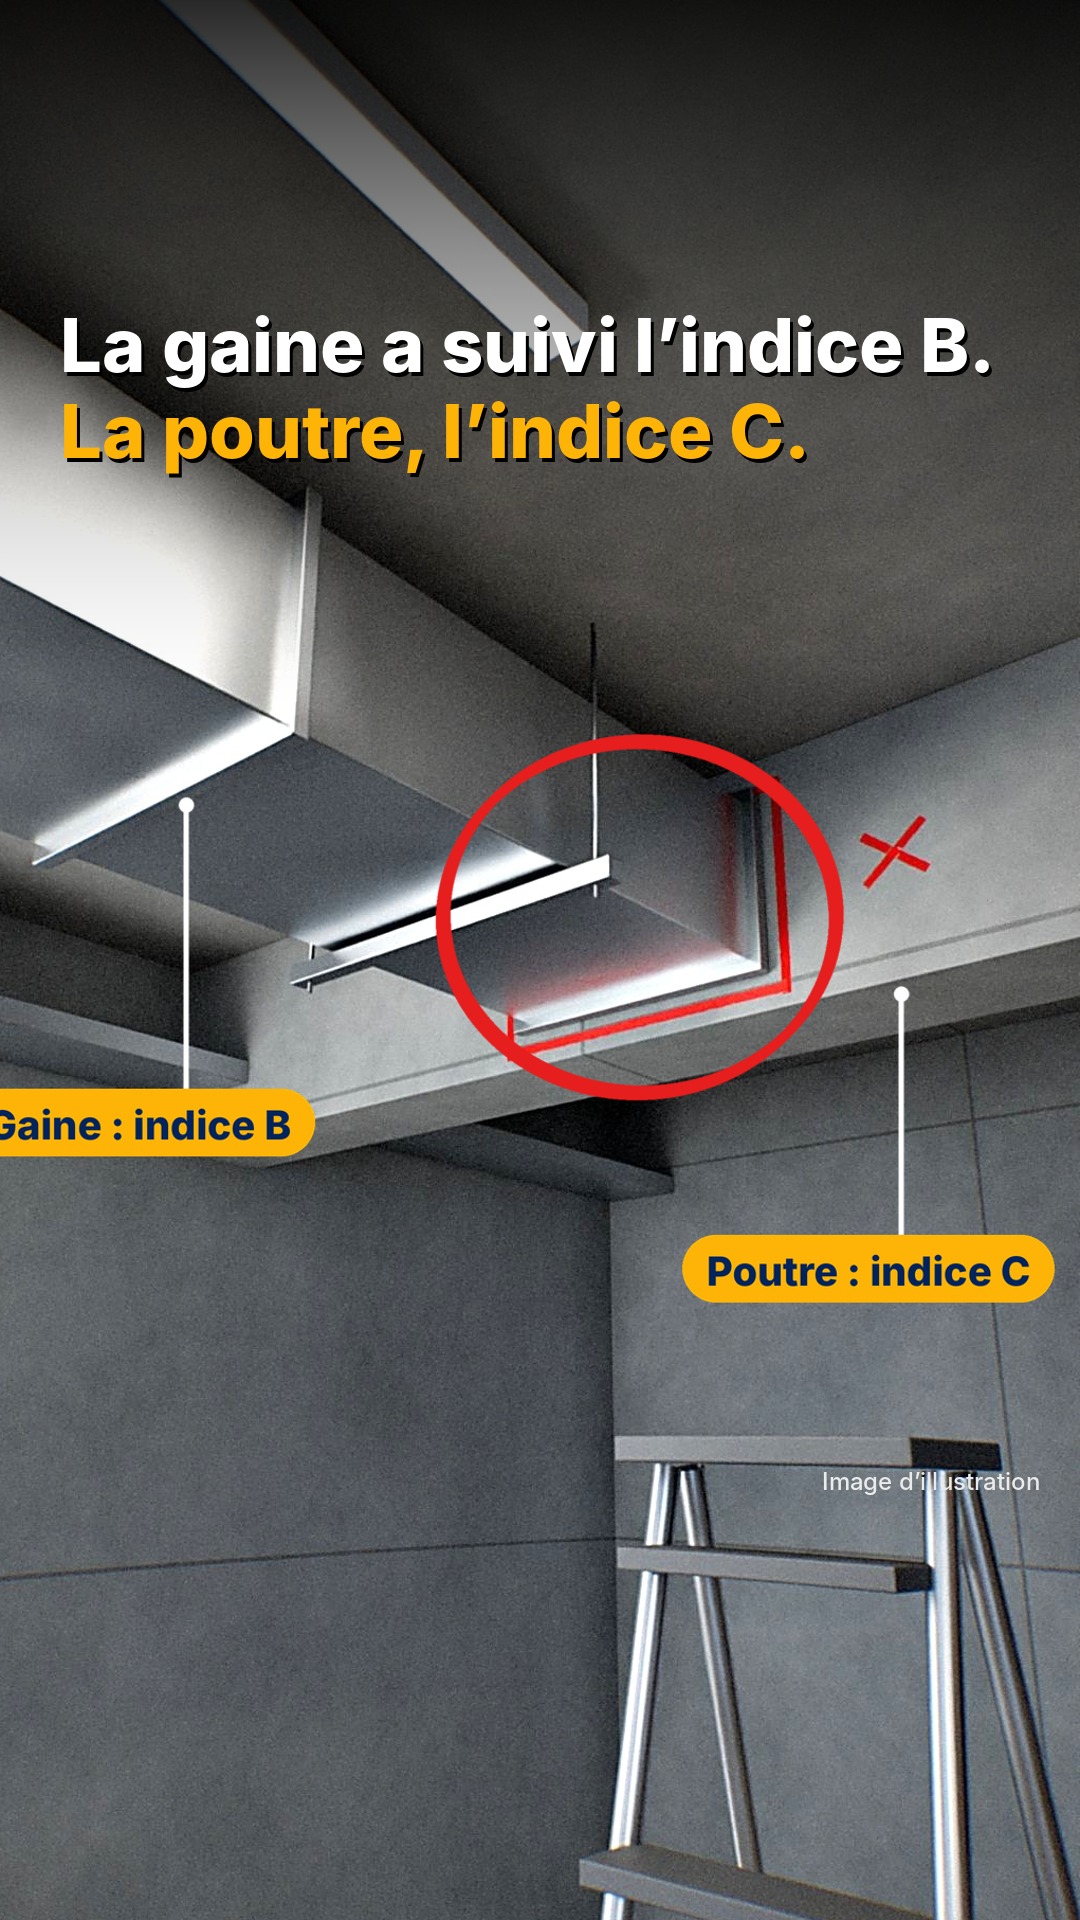 La gaine a suivi l’indice B.
La poutre, l’indice C.
Gaine : indice B
Poutre : indice C
Image d’illustration